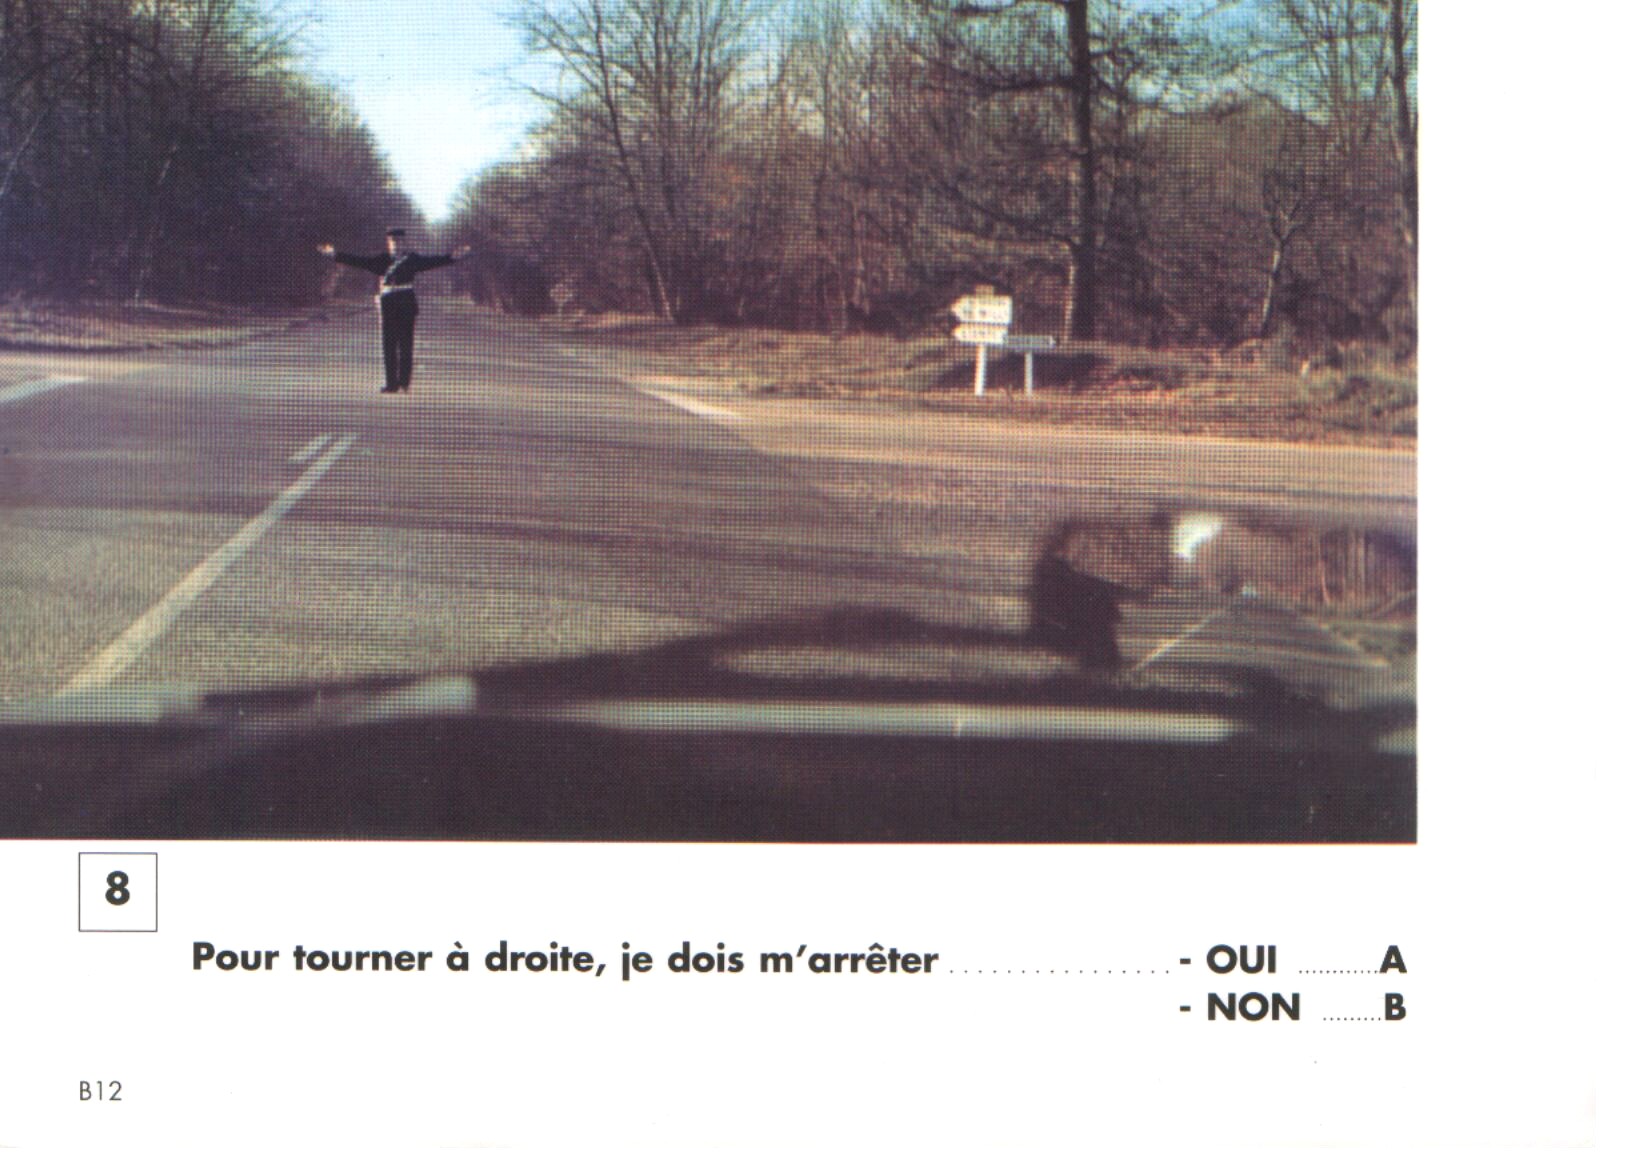 8
Pour tourner à droite, je dois m'arrêter ............... - OUI ............A
- NON .........B
B12